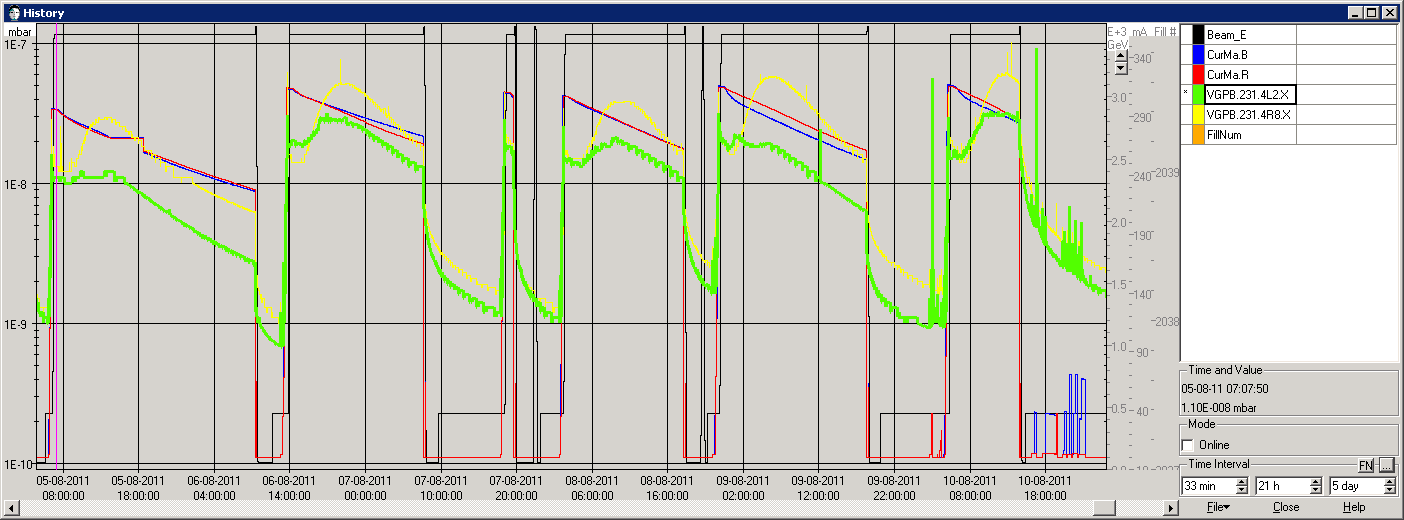 History
mbar
E+3 mA Fill #
GeV
1E-7
1E-8
1E-9
1E-10
340
3.0
290
2.5
240
2039
2.0
190
1.5
140
2038
1.0
90
0.5
40
05-08-2011 05-08-2011 06-08-2011 06-08-2011 07-08-2011 07-08-2011 07-08-2011 08-08-2011 08-08-2011 09-08-2011 09-08-2011 09-08-2011 10-08-2011 10-08-2011
08:00:00 18:00:00 04:00:00 14:00:00 00:00:00 10:00:00 20:00:00 06:00:00 16:00:00 02:00:00 12:00:00 22:00:00 08:00:00 18:00:00
Beam_E
CurMa.B
CurMa.R
* VGPB.231.4L2.X
VGPB.231.4R8.X
FillNum
Time and Value
05-08-11 07:07:50
1.10E-008 mbar
Mode
Online
Time Interval FN ...
33 min 21 h 5 day
File Close Help